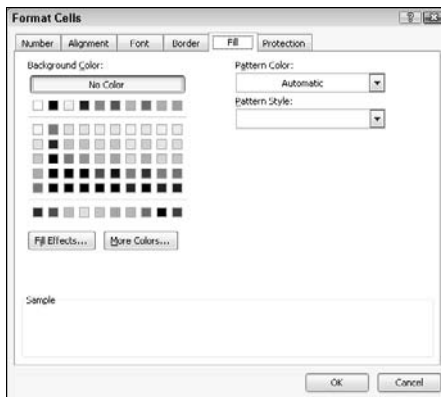 Format Cells
Number Alignment Font Border Fill Protection
Background Color:
No Color
Pattern Color:
Automatic
Pattern Style:
Fill Effects... More Colors...
Sample
OK Cancel